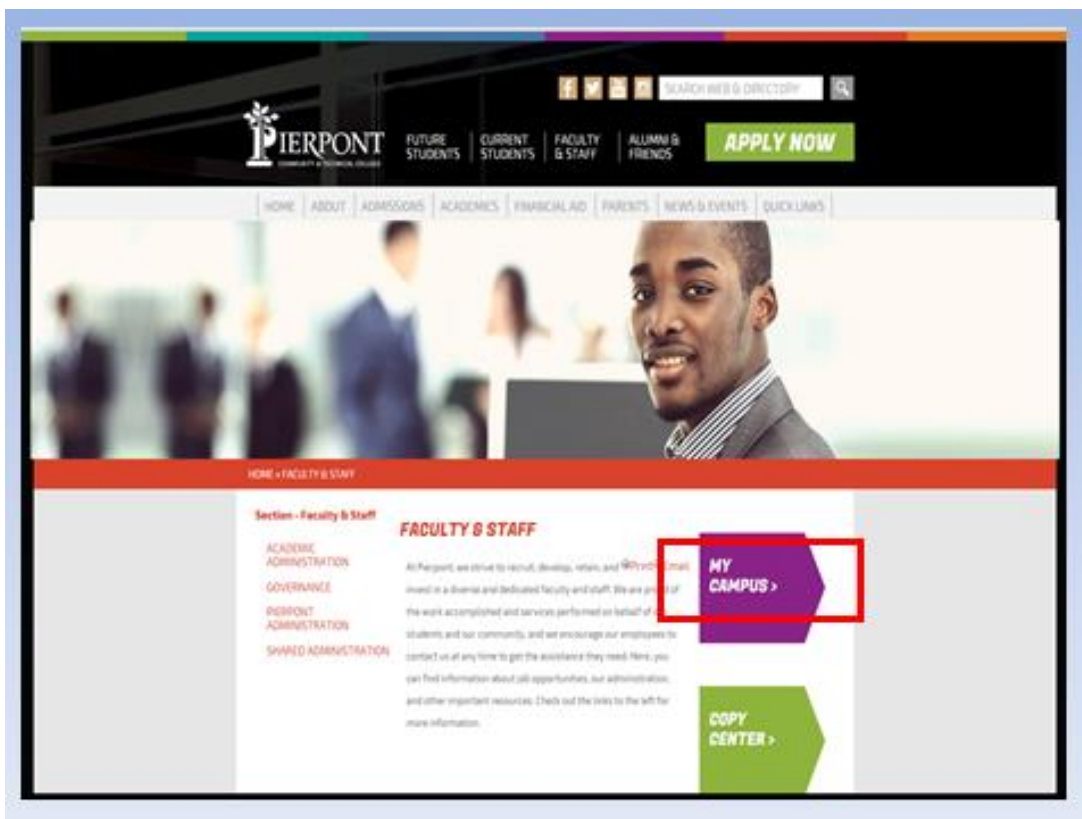 SEARCH WEB & DIRECTORY
PIERPONT
COMMUNITY & TECHNICAL COLLEGE
FUTURE STUDENTS
CURRENT STUDENTS
FACULTY & STAFF
ALUMNI & FRIENDS
APPLY NOW
HOME | ABOUT | ADMISSIONS | ACADEMICS | FINANCIAL AID | PARENTS | NEWS & EVENTS | QUICK LINKS
HOME » FACULTY & STAFF
Section - Faculty & Staff
ACADEMIC
ADMINISTRATION
GOVERNANCE
PIERPONT
ADMINISTRATION
SHARED ADMINISTRATION
FACULTY & STAFF
At Pierpont, we strive to recruit, develop, retain, and Print Email
invest in a diverse and dedicated faculty and staff. We are proud of
the work accomplished and services performed on behalf of
students and our community, and we encourage our employees to
contact us at any time to get the assistance they need. Here, you
can find information about job opportunities, our administration,
and other important resources. Check out the links to the left for
more information.
MY
CAMPUS >
COPY
CENTER >